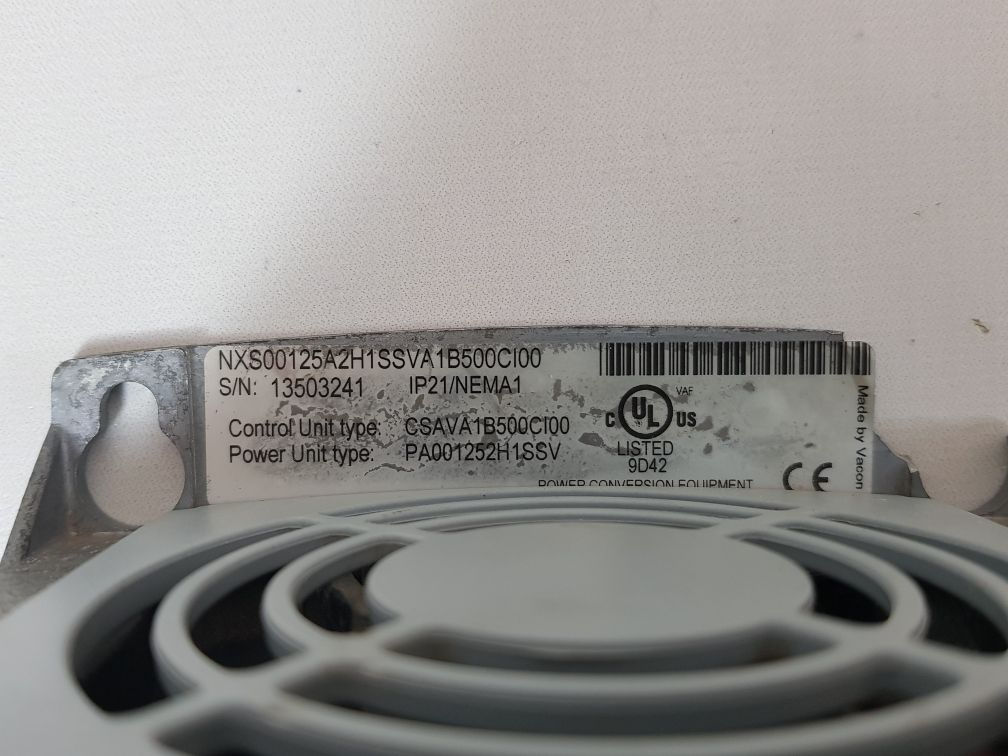 NXS00125A2H1SSVA1B500CI00
S/N: 13503241 IP21/NEMA1
Control Unit type: CSAVA1B500CI00
Power Unit type: PA001252H1SSV
C UL US
VAF
LISTED
9D42
POWER CONVERSION EQUIPMENT
CE
Made by Vacon